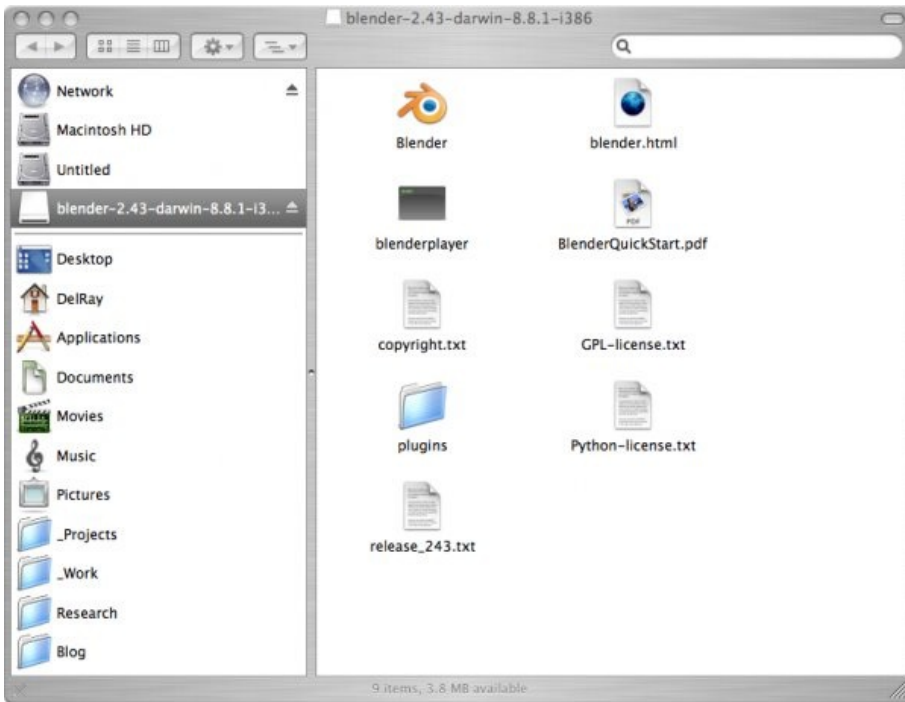 blender-2.43-darwin-8.8.1-i386
Network
Macintosh HD
Untitled
blender-2.43-darwin-8.8.1-i3...
Desktop
DelRay
Applications
Documents
Movies
Music
Pictures
_Projects
_Work
Research
Blog
Blender
blender.html
blenderplayer
PDF
BlenderQuickStart.pdf
copyright.txt
GPL-license.txt
plugins
Python-license.txt
release_243.txt
9 items, 3.8 MB available